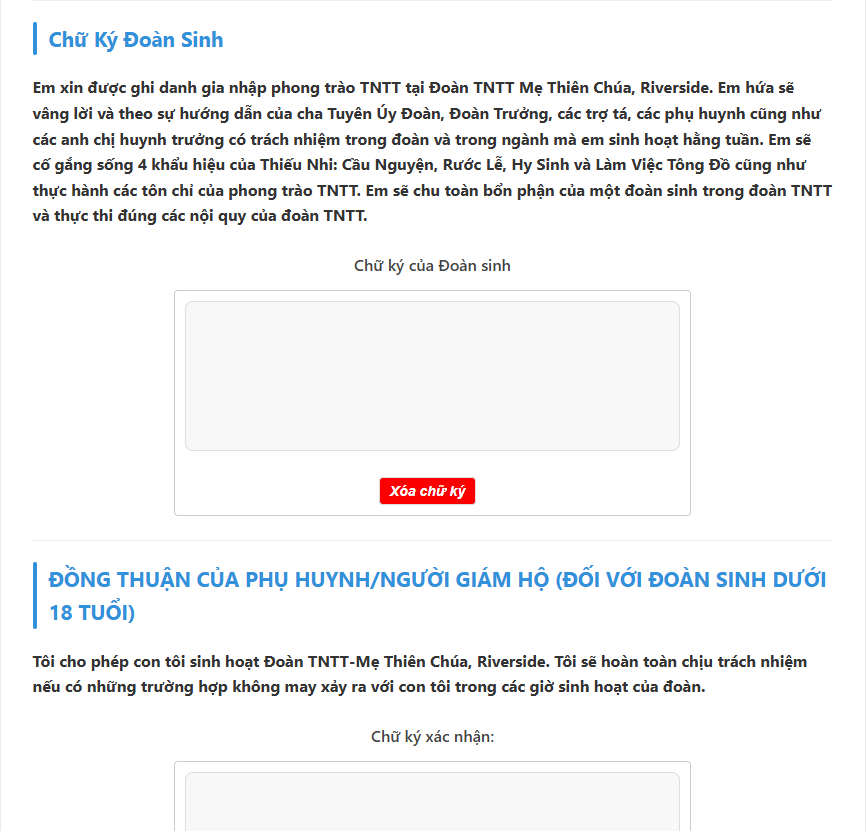 Chữ Ký Đoàn Sinh
Em xin được ghi danh gia nhập phong trào TNTT tại Đoàn TNTT Mẹ Thiên Chúa, Riverside. Em hứa sẽ
vâng lời và theo sự hướng dẫn của cha Tuyên Úy Đoàn, Đoàn Trưởng, các trợ tá, các phụ huynh cũng như
các anh chị huynh trưởng có trách nhiệm trong đoàn và trong ngành mà em sinh hoạt hằng tuần. Em sẽ
cố gắng sống 4 khẩu hiệu của Thiếu Nhi: Cầu Nguyện, Rước Lễ, Hy Sinh và Làm Việc Tông Đồ cũng như
thực hành các tôn chỉ của phong trào TNTT. Em sẽ chu toàn bổn phận của một đoàn sinh trong đoàn TNTT
và thực thi đúng các nội quy của đoàn TNTT.
Chữ ký của Đoàn sinh
Xóa chữ ký
ĐỒNG THUẬN CỦA PHỤ HUYNH/NGƯỜI GIÁM HỘ (ĐỐI VỚI ĐOÀN SINH DƯỚI
18 TUỔI)
Tôi cho phép con tôi sinh hoạt Đoàn TNTT-Mẹ Thiên Chúa, Riverside. Tôi sẽ hoàn toàn chịu trách nhiệm
nếu có những trường hợp không may xảy ra với con tôi trong các giờ sinh hoạt của đoàn.
Chữ ký xác nhận: